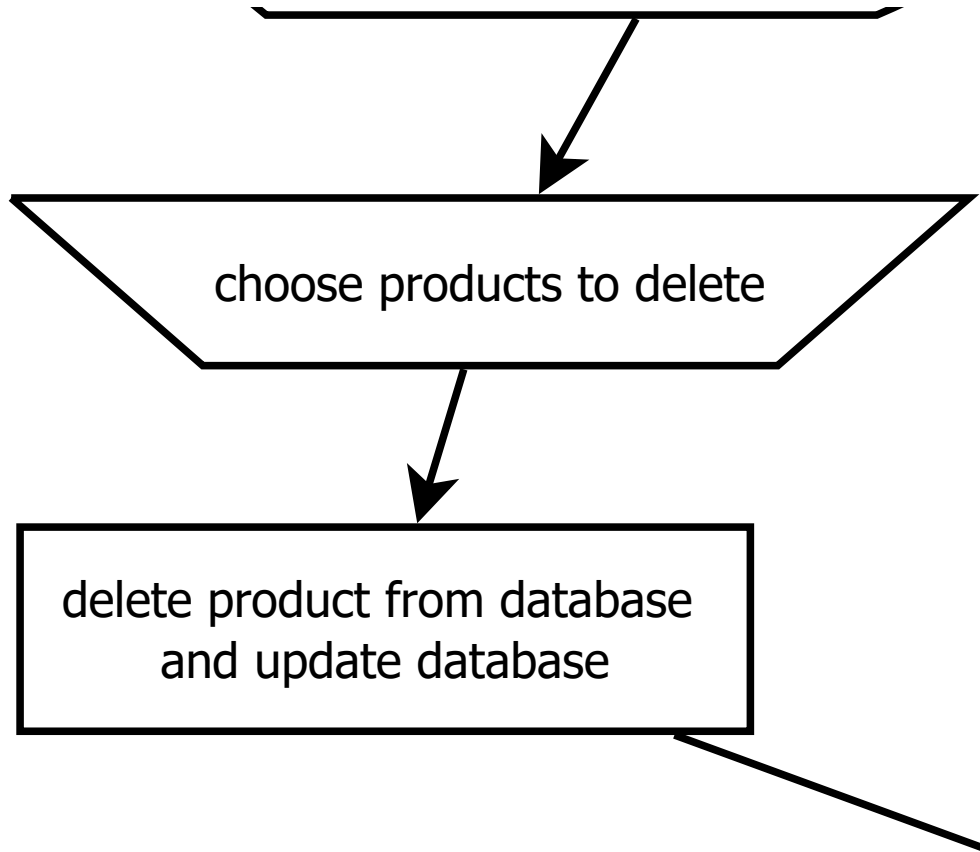 choose products to delete
delete product from database
and update database